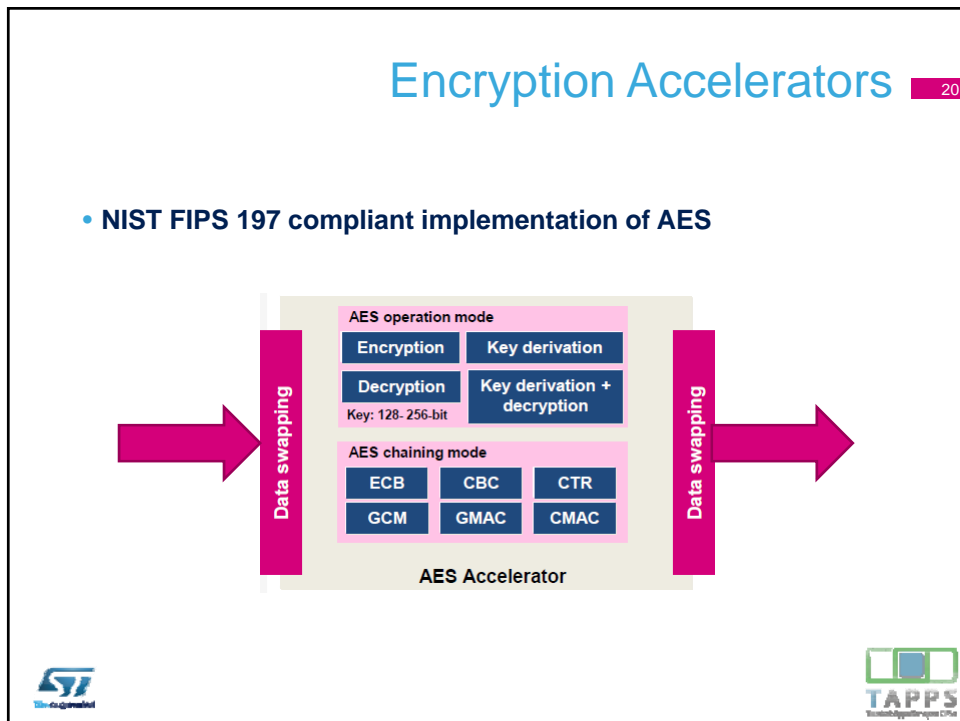 Encryption Accelerators
20
• NIST FIPS 197 compliant implementation of AES
AES operation mode
Encryption
Key derivation
Decryption
Key derivation +
decryption
Key: 128- 256-bit
Data swapping
Data swapping
AES chaining mode
ECB
CBC
CTR
GCM
GMAC
CMAC
AES Accelerator
ST
TAPPS